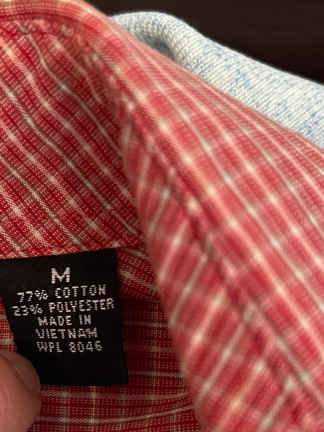 M
77% COTTON
23% POLYESTER
MADE IN
VIETNAM
WPL 8046